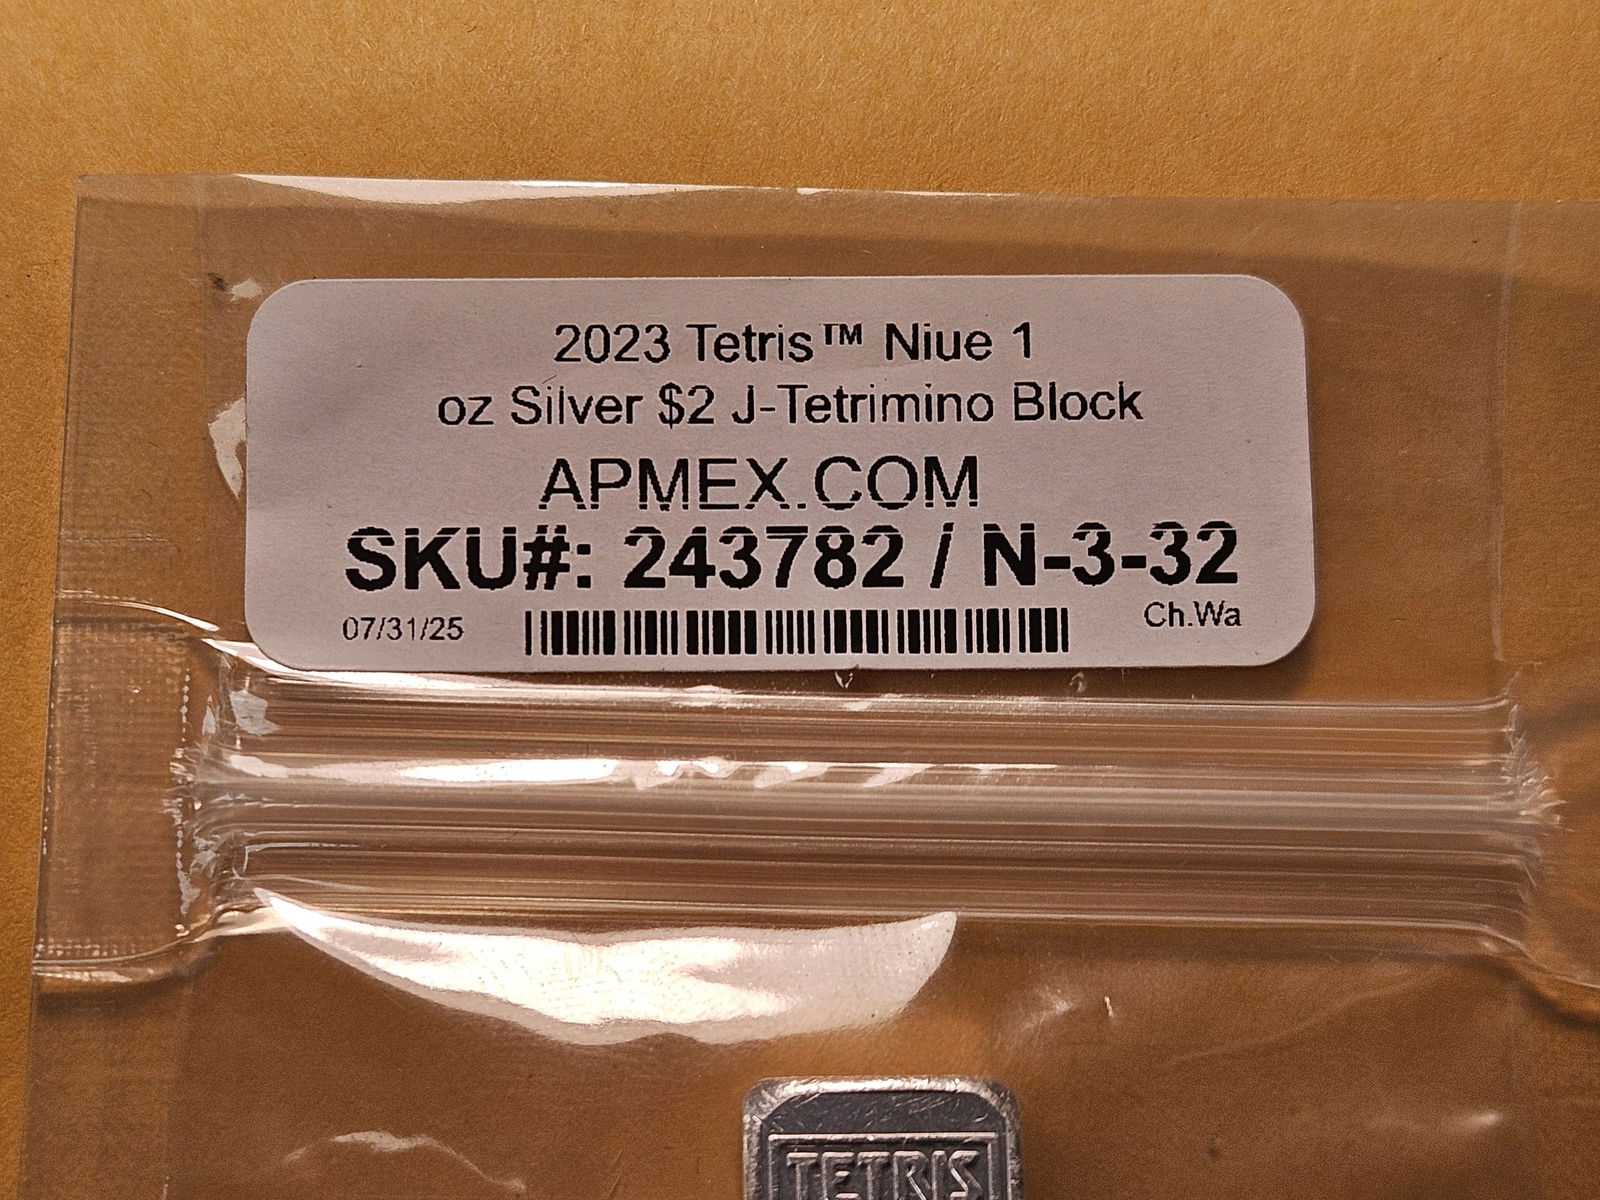 2023 Tetris™ Niue 1
oz Silver $2 J-Tetrimino Block
APMEX.COM
SKU#: 243782 / N-3-32
07/31/25 Ch.Wa
TETRIS